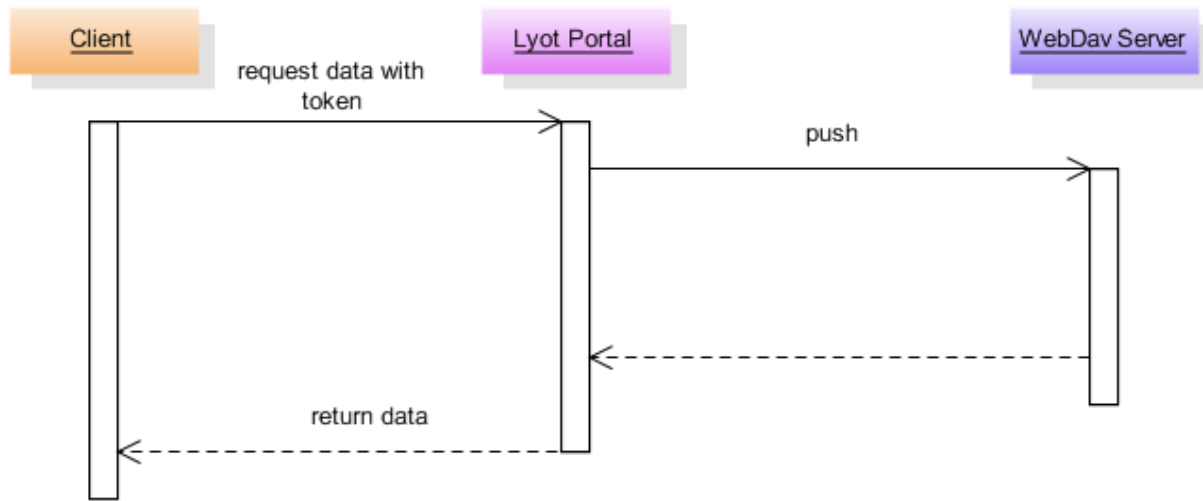 Client
Lyot Portal
WebDav Server
request data with
token
push
return data